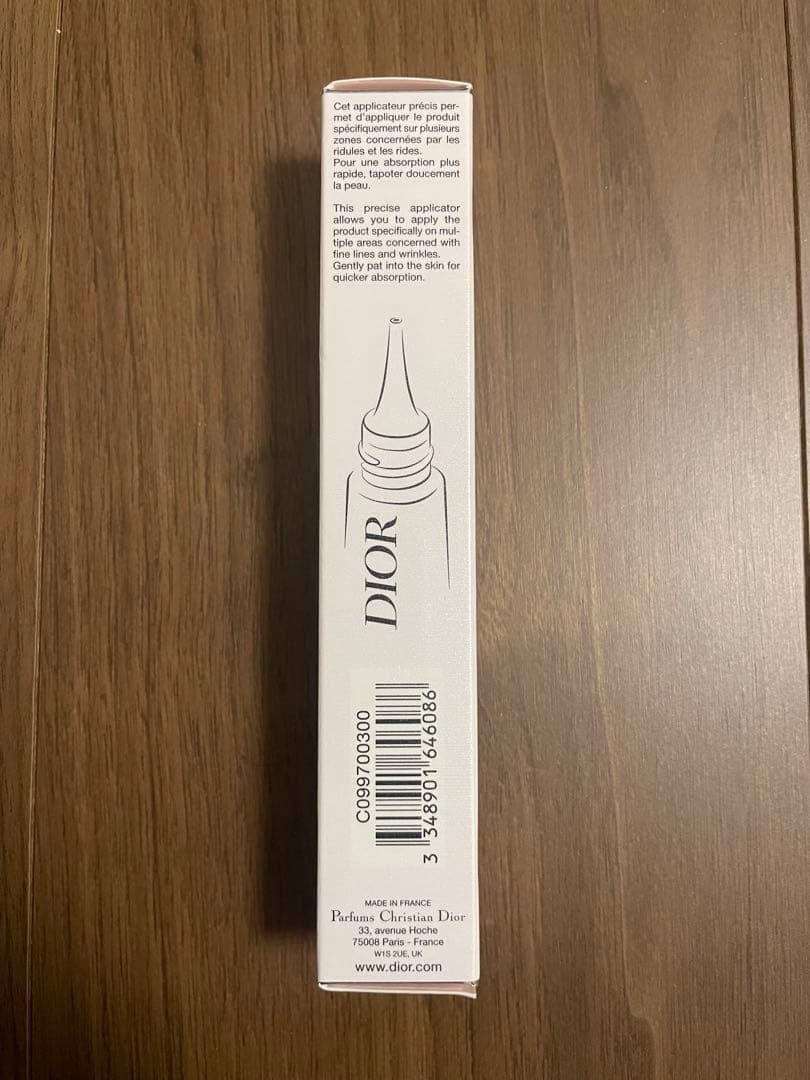 Cet applicateur précis per-
met d'appliquer le produit
spécifiquement sur plusieurs
zones concernées par les
ridules et les rides.
Pour une absorption plus
rapide, tapoter doucement
la peau.
This precise applicator
allows you to apply the
product specifically on mul-
tiple areas concerned with
fine lines and wrinkles.
Gently pat into the skin for
quicker absorption.
DIOR
C099700300
3 348901 646086
MADE IN FRANCE
Parfums Christian Dior
33, avenue Hoche
75008 Paris - France
W1S 2UE, UK
www.dior.com